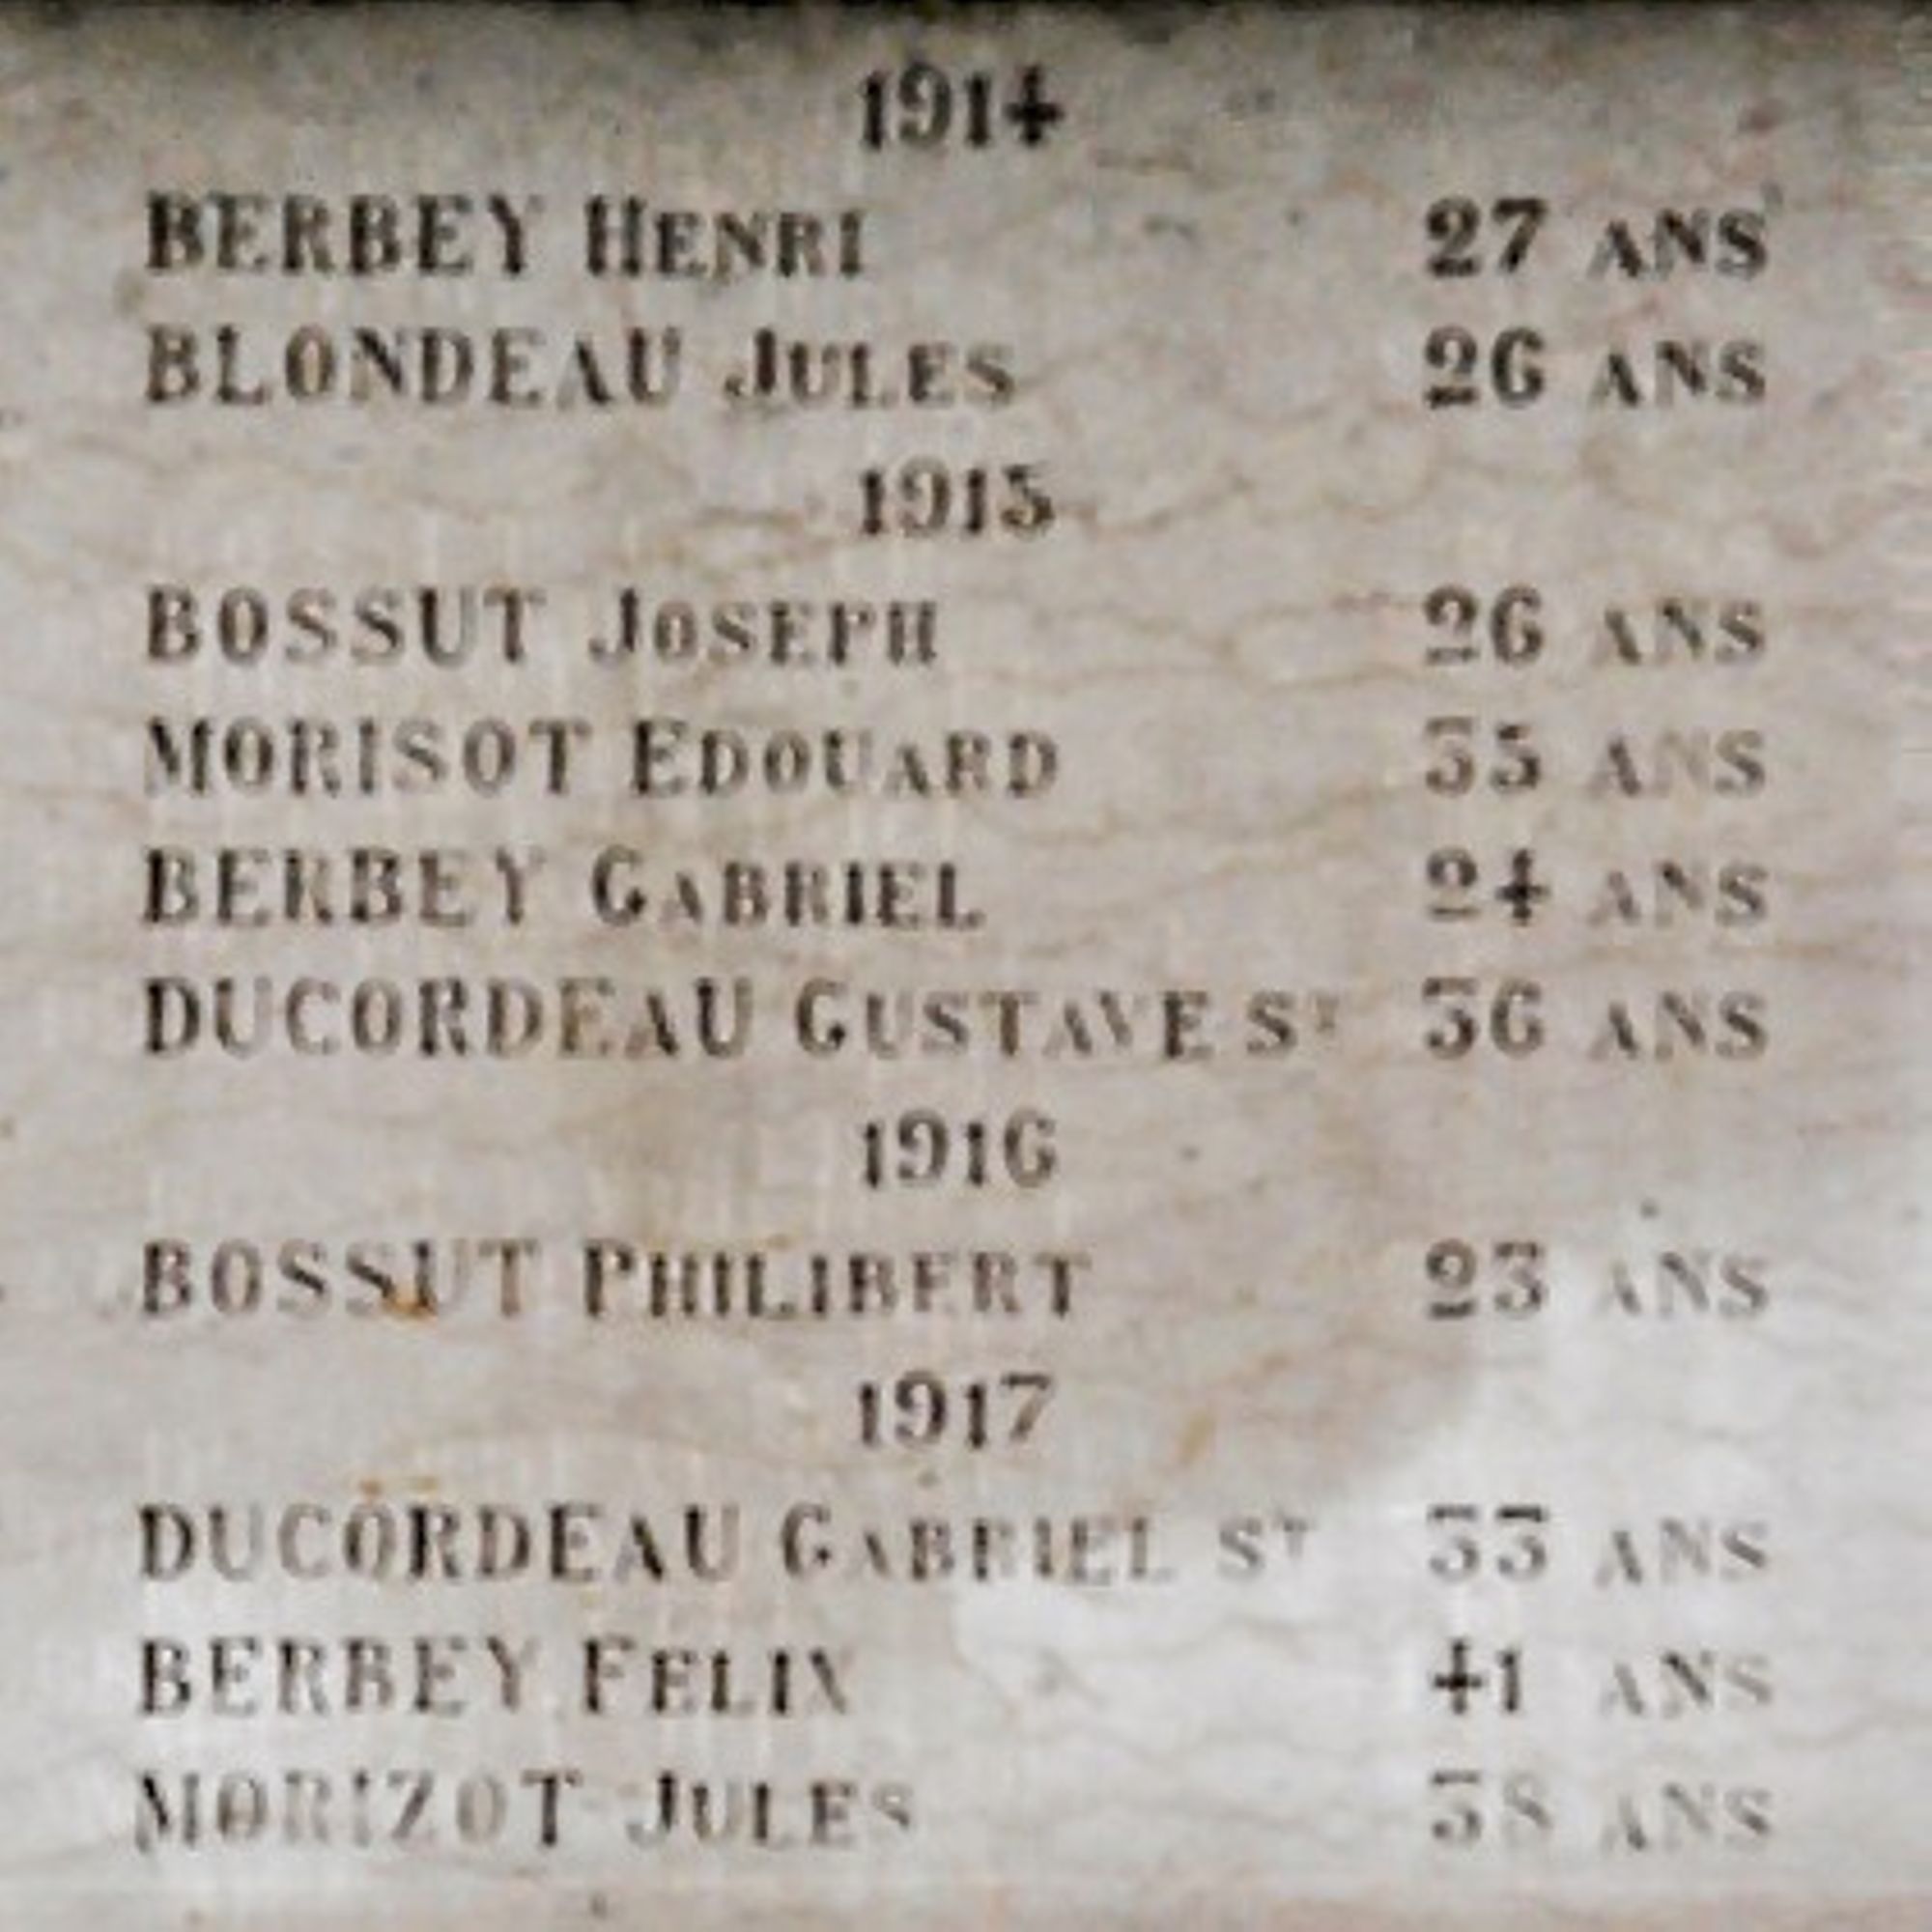 1914
BERBEY HENRI 27 ANS
BLONDEAU JULES 26 ANS
1915
BOSSUT JOSEPH 26 ANS
MORISOT EDOUARD 35 ANS
BERBEY GABRIEL 24 ANS
DUCORDEAU GUSTAVE ST 36 ANS
1916
BOSSUT PHILIBERT 23 ANS
1917
DUCORDEAU GABRIEL ST 33 ANS
BERBEY FELIX 41 ANS
MORIZOT JULES 38 ANS